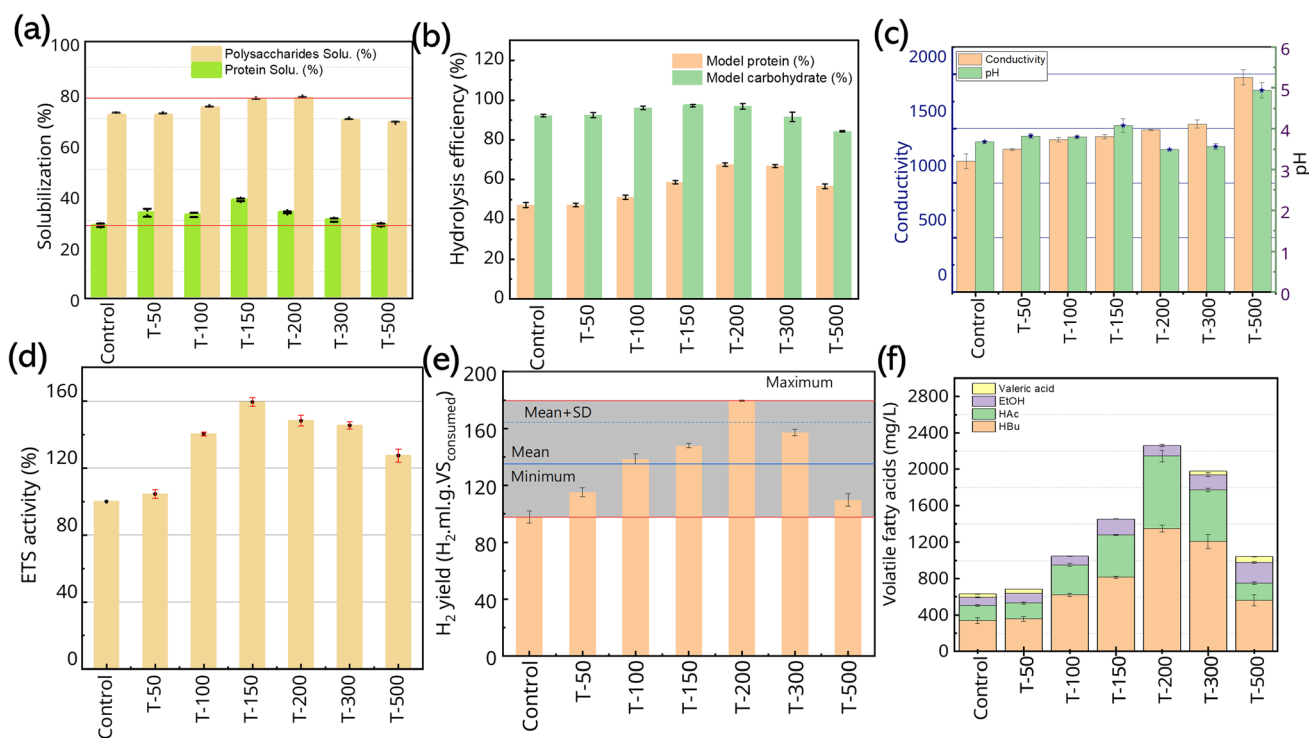 (a)
Solubilization (%)
100
80
60
40
20
0
Polysaccharides Solu. (%)
Protein Solu. (%)
Control
T-50
T-100
T-150
T-200
T-300
T-500
(b)
Hydrolysis efficiency (%)
120
100
80
60
40
20
0
Model protein (%)
Model carbohydrate (%)
Control
T-50
T-100
T-150
T-200
T-300
T-500
(c)
Conductivity
2000
1500
1000
500
0
Conductivity
pH
6
5
4
3
2
1
0
pH
Control
T-50
T-100
T-150
T-200
T-300
T-500
(d)
ETS activity (%)
160
120
80
40
0
Control
T-50
T-100
T-150
T-200
T-300
T-500
(e)
H₂ yield (H₂.ml.g.VSconsumed)
200
160
120
80
40
0
Maximum
Mean+SD
Mean
Minimum
Control
T-50
T-100
T-150
T-200
T-300
T-500
(f)
Volatile fatty acids (mg/L)
2800
2400
2000
1600
1200
800
400
0
Valeric acid
EtOH
HAc
HBu
Control
T-50
T-100
T-150
T-200
T-300
T-500